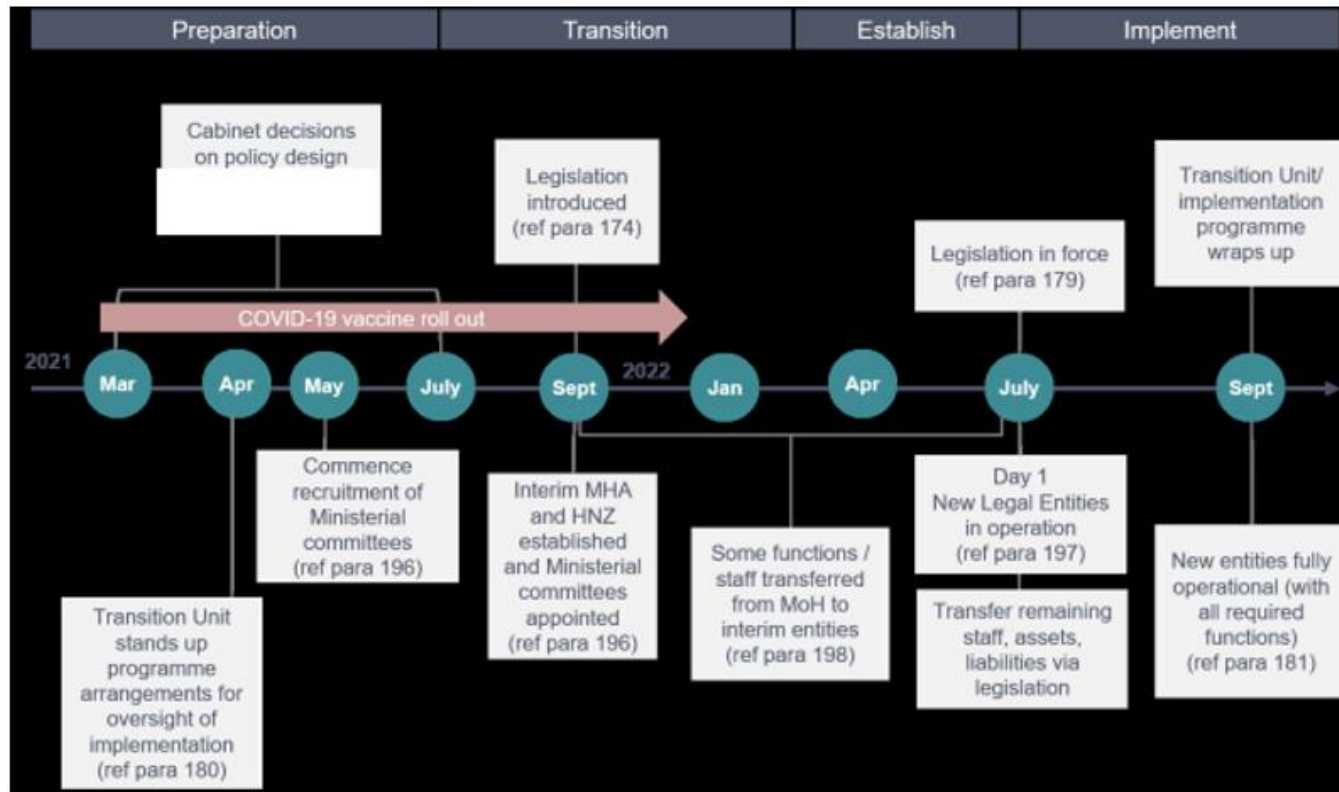 Preparation
Transition
Establish
Implement
Cabinet decisions
on policy design
Legislation
introduced
(ref para 174)
Legislation in force
(ref para 179)
Transition Unit/
implementation
programme
wraps up
COVID-19 vaccine roll out
2021
Mar
Apr
May
July
Sept
2022
Jan
Apr
July
Sept
Transition Unit
stands up
programme
arrangements for
oversight of
implementation
(ref para 180)
Commence
recruitment of
Ministerial
committees
(ref para 196)
Interim MHA
and HNZ
established
and Ministerial
committees
appointed
(ref para 196)
Some functions /
staff transferred
from MoH to
interim entities
(ref para 198)
Day 1
New Legal Entities
in operation
(ref para 197)
Transfer remaining
staff, assets,
liabilities via
legislation
New entities fully
operational (with
all required
functions)
(ref para 181)